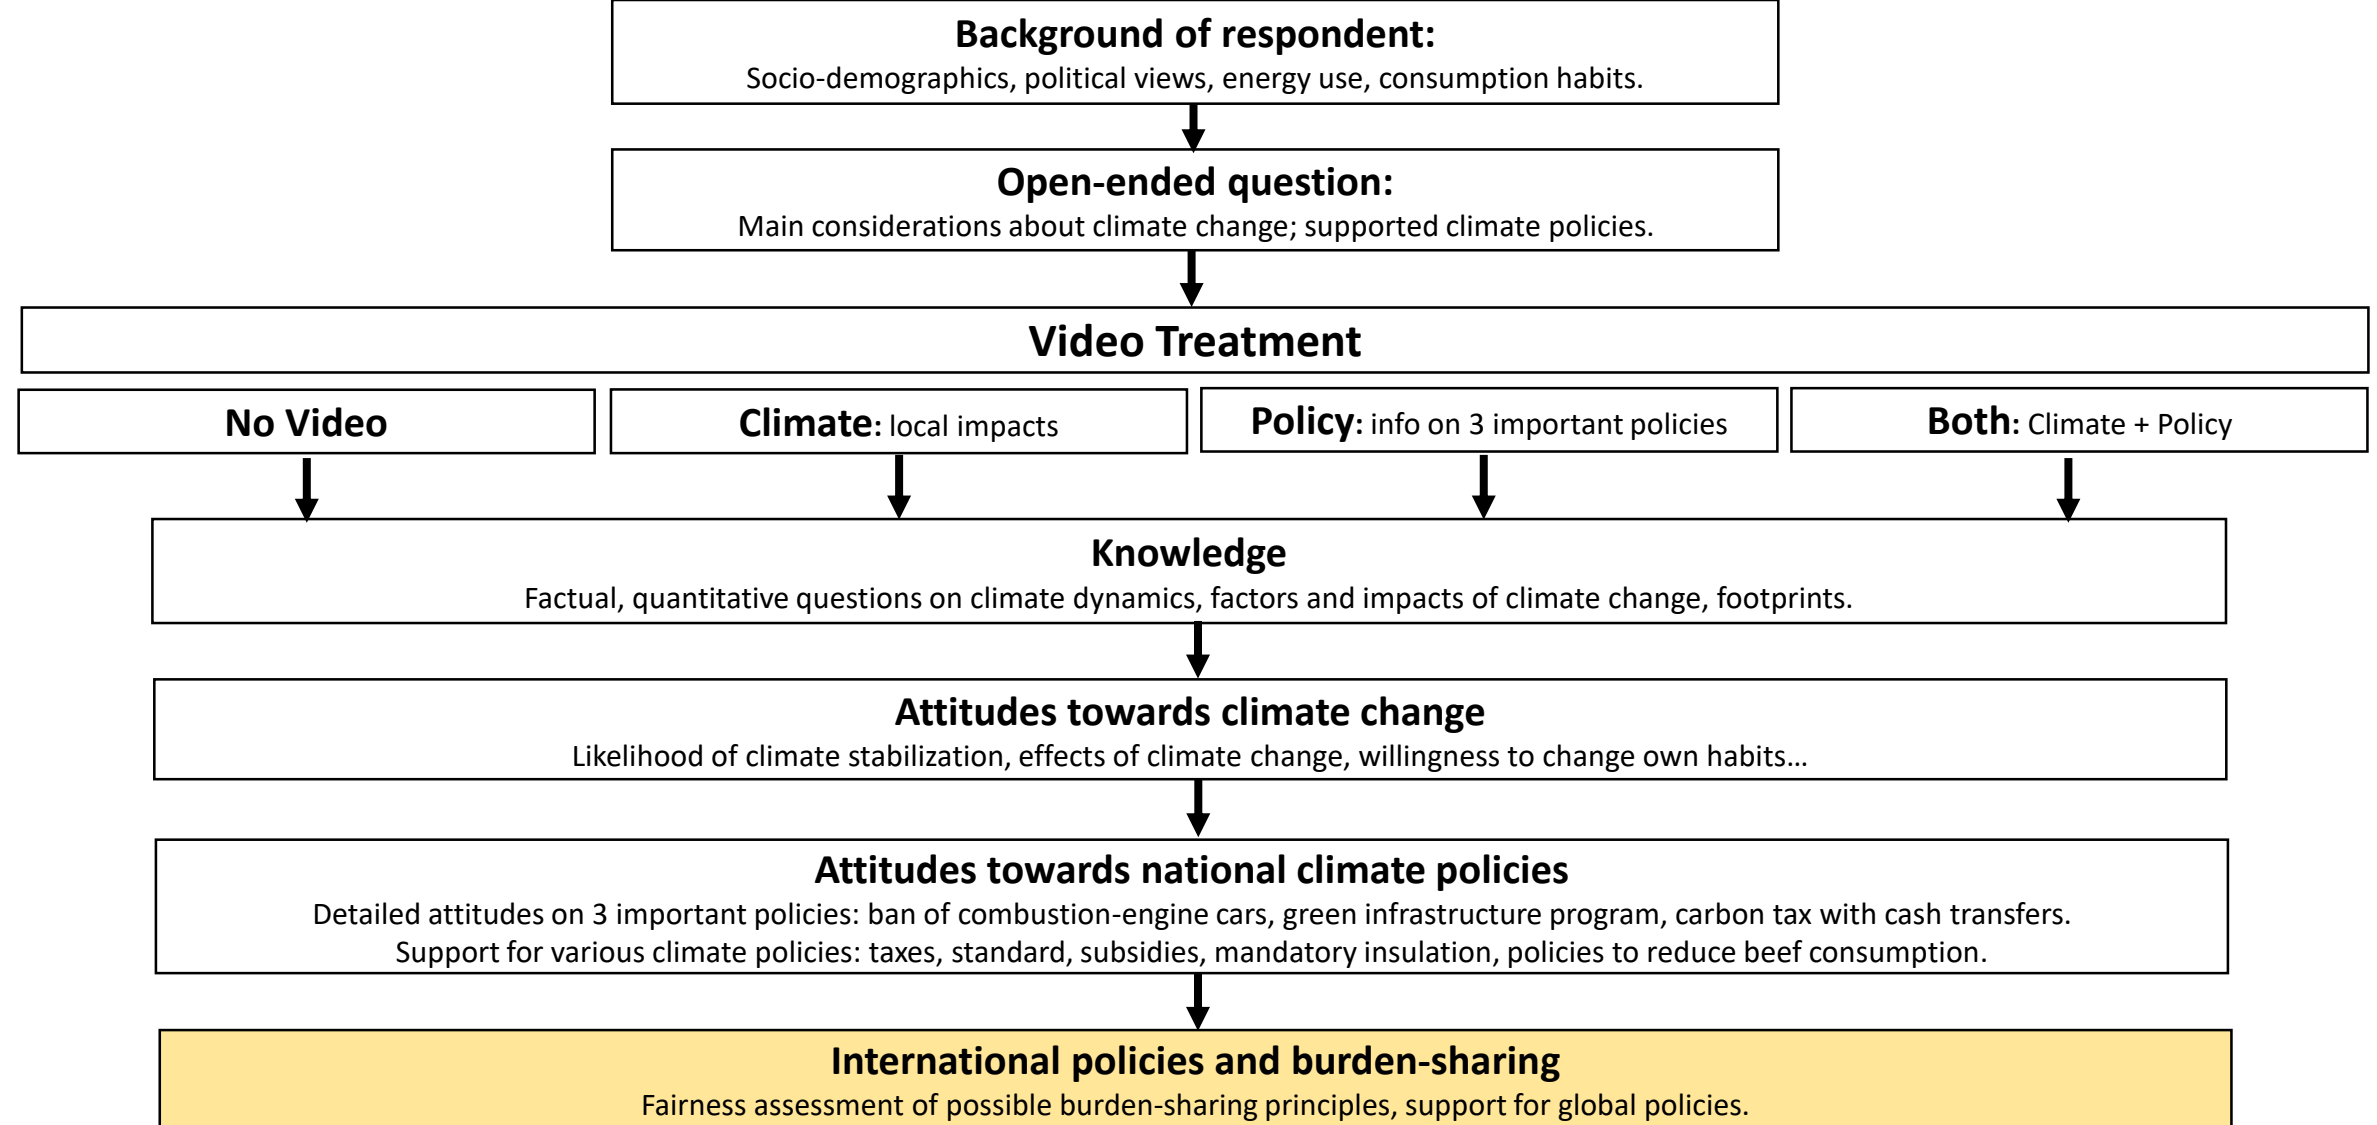 Background of respondent:
Socio-demographics, political views, energy use, consumption habits.
Open-ended question:
Main considerations about climate change; supported climate policies.
Video Treatment
No Video
Climate: local impacts
Policy: info on 3 important policies
Both: Climate + Policy
Knowledge
Factual, quantitative questions on climate dynamics, factors and impacts of climate change, footprints.
Attitudes towards climate change
Likelihood of climate stabilization, effects of climate change, willingness to change own habits…
Attitudes towards national climate policies
Detailed attitudes on 3 important policies: ban of combustion-engine cars, green infrastructure program, carbon tax with cash transfers.
Support for various climate policies: taxes, standard, subsidies, mandatory insulation, policies to reduce beef consumption.
International policies and burden-sharing
Fairness assessment of possible burden-sharing principles, support for global policies.